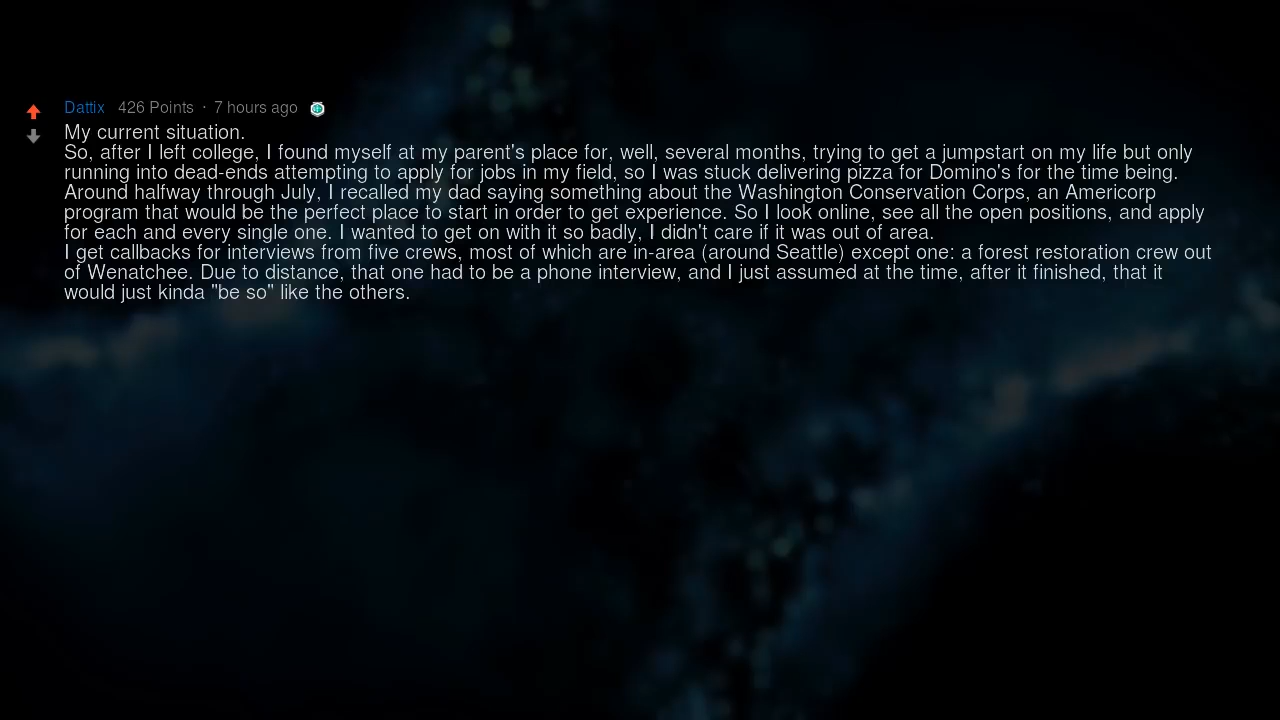 Dattix 426 Points · 7 hours ago
My current situation.
So, after I left college, I found myself at my parent's place for, well, several months, trying to get a jumpstart on my life but only
running into dead-ends attempting to apply for jobs in my field, so I was stuck delivering pizza for Domino's for the time being.
Around halfway through July, I recalled my dad saying something about the Washington Conservation Corps, an Americorp
program that would be the perfect place to start in order to get experience. So I look online, see all the open positions, and apply
for each and every single one. I wanted to get on with it so badly, I didn't care if it was out of area.
I get callbacks for interviews from five crews, most of which are in-area (around Seattle) except one: a forest restoration crew out
of Wenatchee. Due to distance, that one had to be a phone interview, and I just assumed at the time, after it finished, that it
would just kinda "be so" like the others.